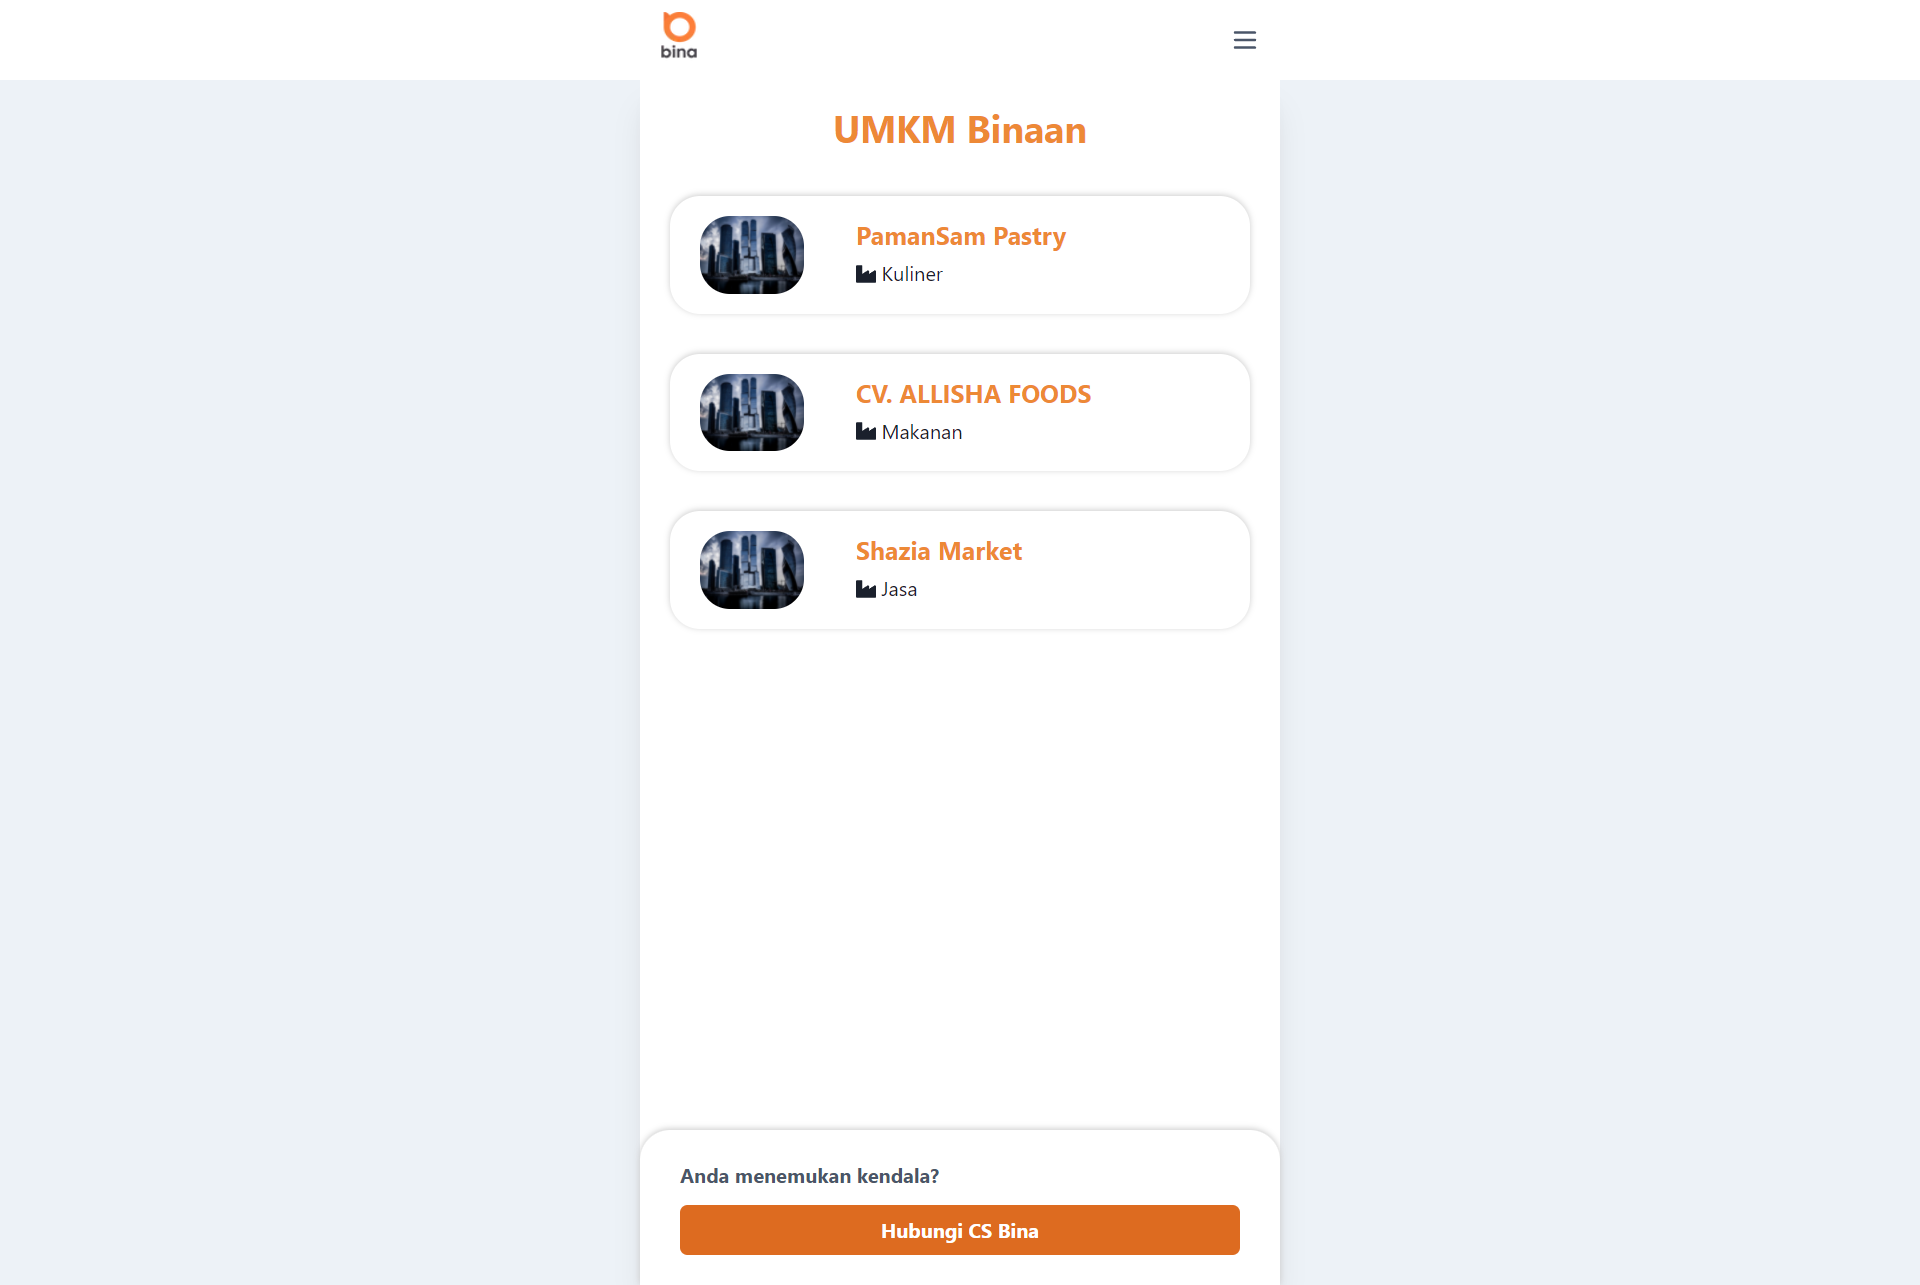 bina
UMKM Binaan
PamanSam Pastry
Kuliner
CV. ALLISHA FOODS
Makanan
Shazia Market
Jasa
Anda menemukan kendala?
Hubungi CS Bina